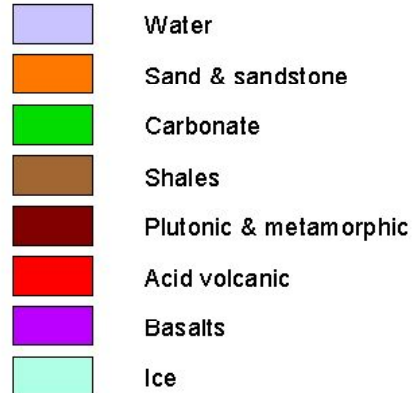 Water
Sand & sandstone
Carbonate
Shales
Plutonic & metamorphic
Acid volcanic
Basalts
Ice